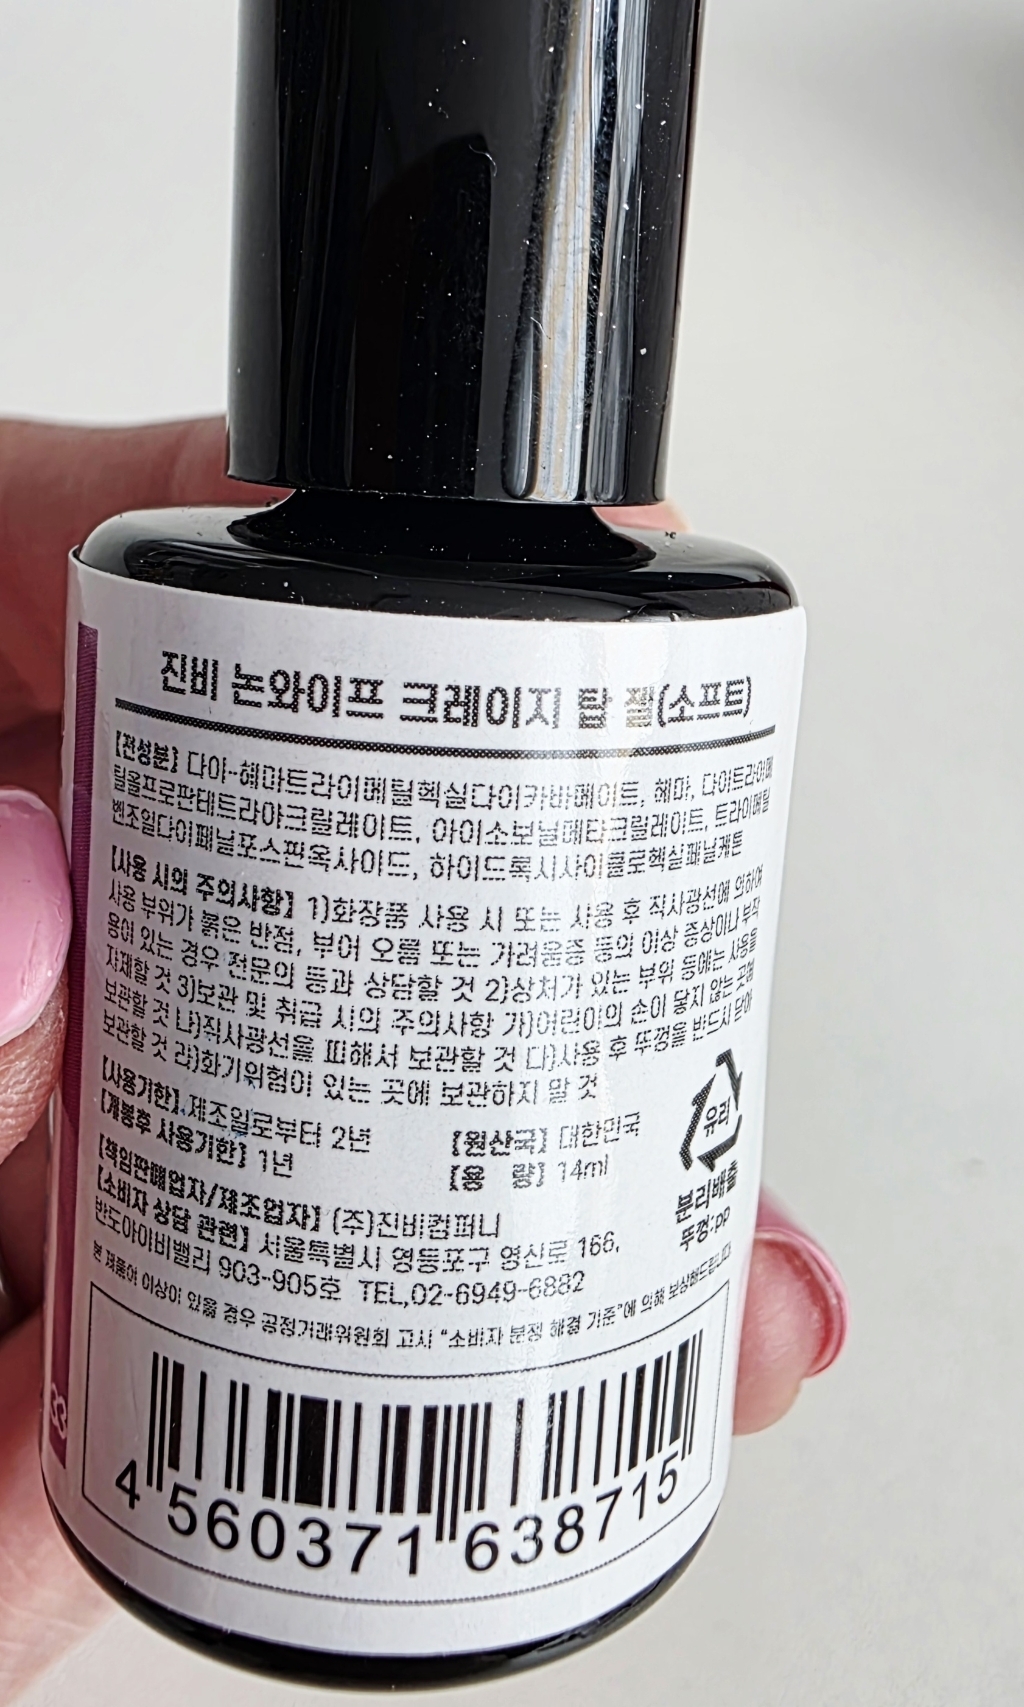 진비 논와이프 크레이지 탑 젤(소프트)
[전성분] 다이-헤마트라이메틸헥실다이카바메이트, 헤마, 다이트라이메
틸올프로판테트라아크릴레이트, 아이소보닐메타크릴레이트, 트라이메틸
벤조일다이페닐포스핀옥사이드, 하이드록시사이클로헥실페닐케톤
[사용 시의 주의사항] 1)화장품 사용 시 또는 사용 후 직사광선에 의하여
사용 부위가 붉은 반점, 부어 오름 또는 가려움증 등의 이상 증상이나 부작
용이 있는 경우 전문의 등과 상담할 것 2)상처가 있는 부위 등에는 사용을
자제할 것 3)보관 및 취급 시의 주의사항 가)어린이의 손이 닿지 않는 곳에
보관할 것 나)직사광선을 피해서 보관할 것 다)사용 후 뚜껑을 반드시 닫아
보관할 것 라)화기위험이 있는 곳에 보관하지 말 것
[사용기한] 제조일로부터 2년 [원산국] 대한민국
[개봉후 사용기한] 1년 [용 량] 14ml
유리
분리배출
뚜껑:pp
[책임판매업자/제조업자] (주)진비컴퍼니
[소비자 상담 관련] 서울특별시 영등포구 영신로 166,
반도아이비밸리 903-905호 TEL,02-6949-6882
본 제품에 이상이 있을 경우 공정거래위원회 고시 "소비자 분쟁 해결 기준"에 의해 보상해드립니다
33
4 560371 638715